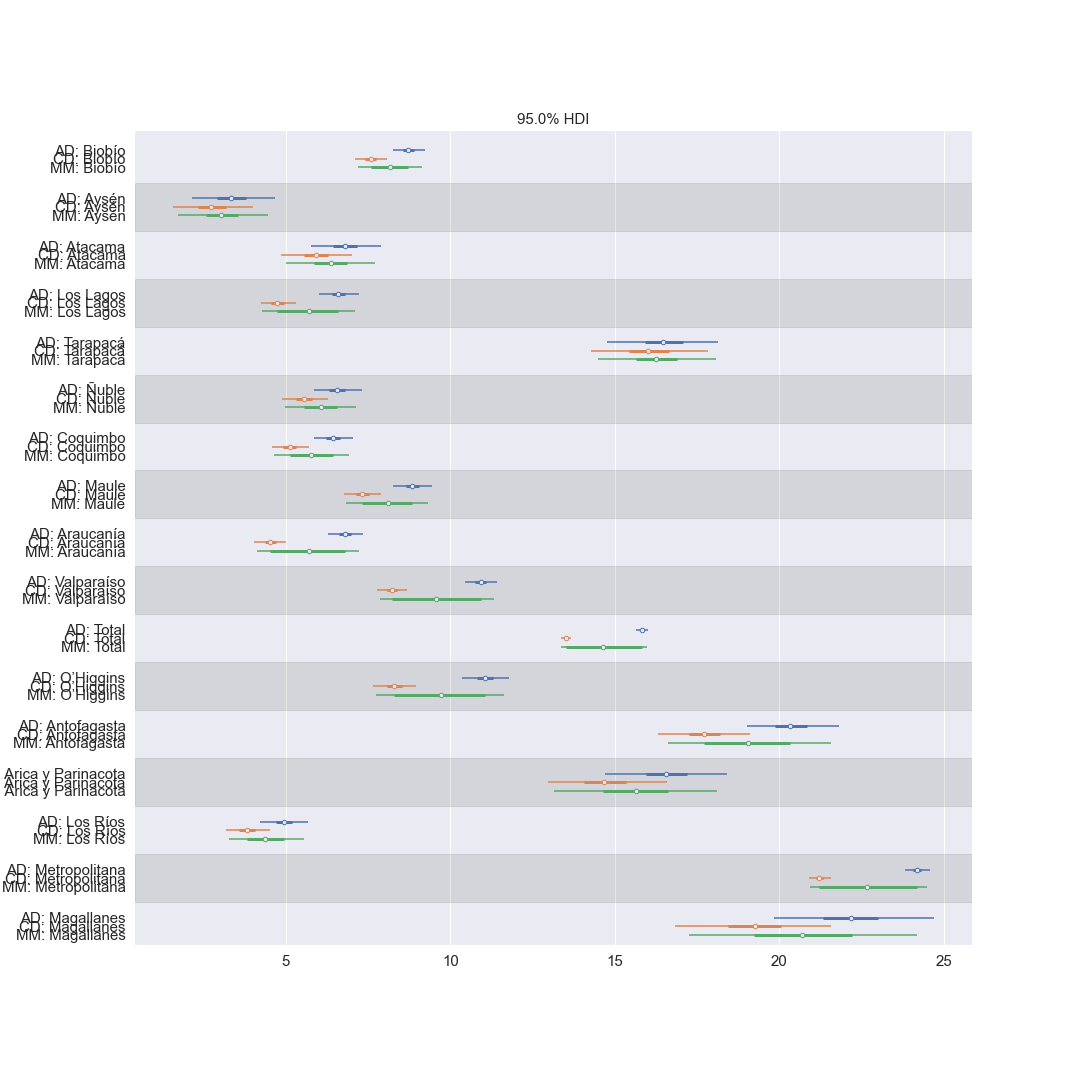 95.0% HDI
AD: Biobío
CD: Biobío
MM: Biobío
AD: Aysén
CD: Aysén
MM: Aysén
AD: Atacama
CD: Atacama
MM: Atacama
AD: Los Lagos
CD: Los Lagos
MM: Los Lagos
AD: Tarapacá
CD: Tarapacá
MM: Tarapacá
AD: Ñuble
CD: Ñuble
MM: Ñuble
AD: Coquimbo
CD: Coquimbo
MM: Coquimbo
AD: Maule
CD: Maule
MM: Maule
AD: Araucanía
CD: Araucanía
MM: Araucanía
AD: Valparaíso
CD: Valparaíso
MM: Valparaíso
AD: Total
CD: Total
MM: Total
AD: O'Higgins
CD: O'Higgins
MM: O'Higgins
AD: Antofagasta
CD: Antofagasta
MM: Antofagasta
Arica y Parinacota
Arica y Parinacota
Arica y Parinacota
AD: Los Ríos
CD: Los Ríos
MM: Los Ríos
AD: Metropolitana
CD: Metropolitana
MM: Metropolitana
AD: Magallanes
CD: Magallanes
MM: Magallanes
5 10 15 20 25